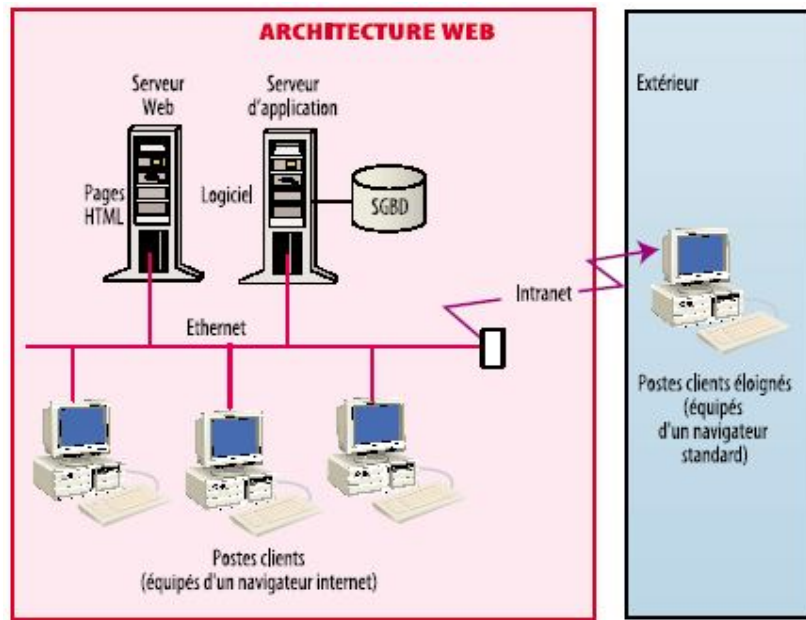 ARCHITECTURE WEB
Serveur
Web
Serveur
d'application
Pages
HTML
Logiciel
SGBD
Ethernet
Intranet
Postes clients
(équipés d'un navigateur internet)
Extérieur
Postes clients éloignés
(équipés
d'un navigateur
standard)